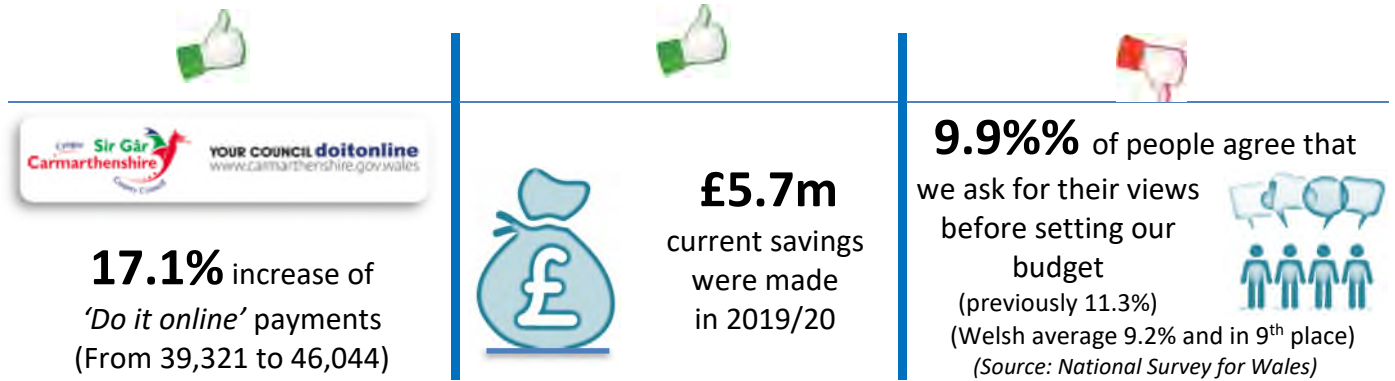 Cyngor Sir Gâr
Carmarthenshire
County Council
YOUR COUNCIL doitonline
www.carmarthenshire.gov.wales
17.1% increase of
‘Do it online’ payments
(From 39,321 to 46,044)
£5.7m
current savings
were made
in 2019/20
9.9%% of people agree that
we ask for their views
before setting our
budget
(previously 11.3%)
(Welsh average 9.2% and in 9th place)
(Source: National Survey for Wales)